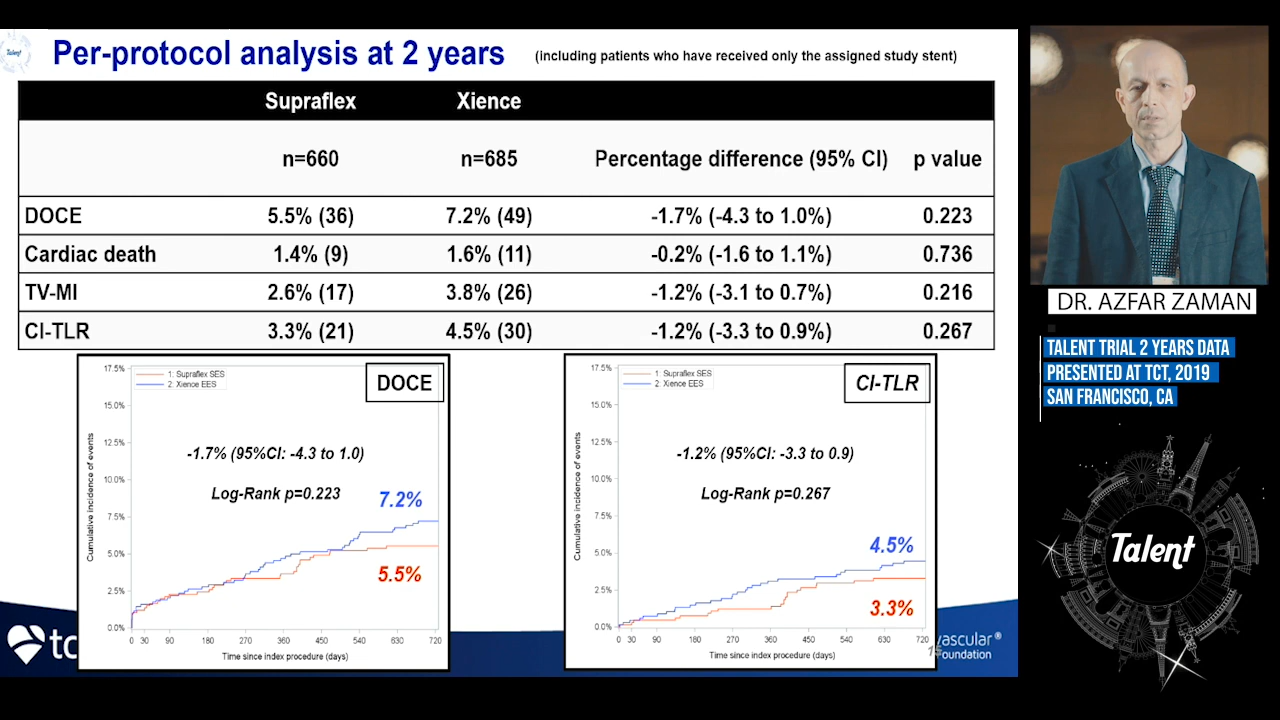 Talent
Per-protocol analysis at 2 years (including patients who have received only the assigned study stent)
Supraflex Xience
n=660 n=685 Percentage difference (95% CI) p value
DOCE 5.5% (36) 7.2% (49) -1.7% (-4.3 to 1.0%) 0.223
Cardiac death 1.4% (9) 1.6% (11) -0.2% (-1.6 to 1.1%) 0.736
TV-MI 2.6% (17) 3.8% (26) -1.2% (-3.1 to 0.7%) 0.216
CI-TLR 3.3% (21) 4.5% (30) -1.2% (-3.3 to 0.9%) 0.267
DOCE
1: Supraflex SES
2: Xience EES
17.5%
15.0%
12.5%
10.0%
7.5%
5.0%
2.5%
0.0%
Cumulative incidence of events
-1.7% (95%CI: -4.3 to 1.0)
Log-Rank p=0.223
7.2%
5.5%
0 30 90 180 270 360 450 540 630 720
Time since index procedure (days)
CI-TLR
1: Supraflex SES
2: Xience EES
17.5%
15.0%
12.5%
10.0%
7.5%
5.0%
2.5%
0.0%
Cumulative incidence of events
-1.2% (95%CI: -3.3 to 0.9)
Log-Rank p=0.267
4.5%
3.3%
0 30 90 180 270 360 450 540 630 720
Time since index procedure (days)
tc
vascular®
oundation
DR. AZFAR ZAMAN
TALENT TRIAL 2 YEARS DATA
PRESENTED AT TCT, 2019
SAN FRANCISCO, CA
Talent